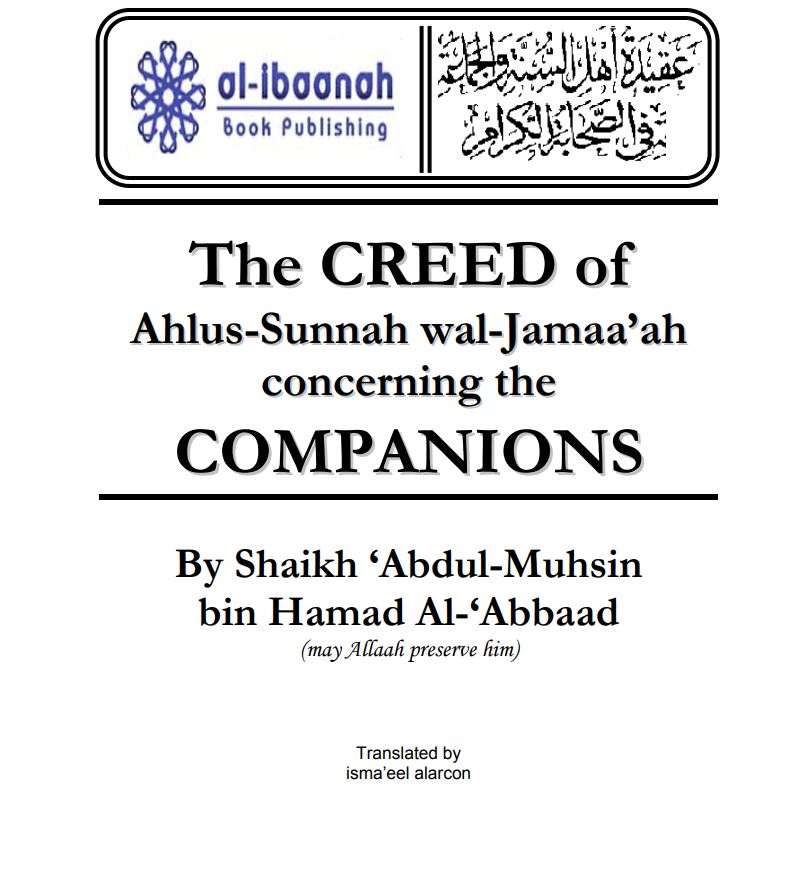 al-ibaanah
Book Publishing
عقيدة أهل السنة والجماعة
في الصحابة الكرام
The CREED of
Ahlus-Sunnah wal-Jamaa’ah
concerning the
COMPANIONS
By Shaikh ‘Abdul-Muhsin
bin Hamad Al-‘Abbaad
(may Allaah preserve him)
Translated by
isma’eel alarcon